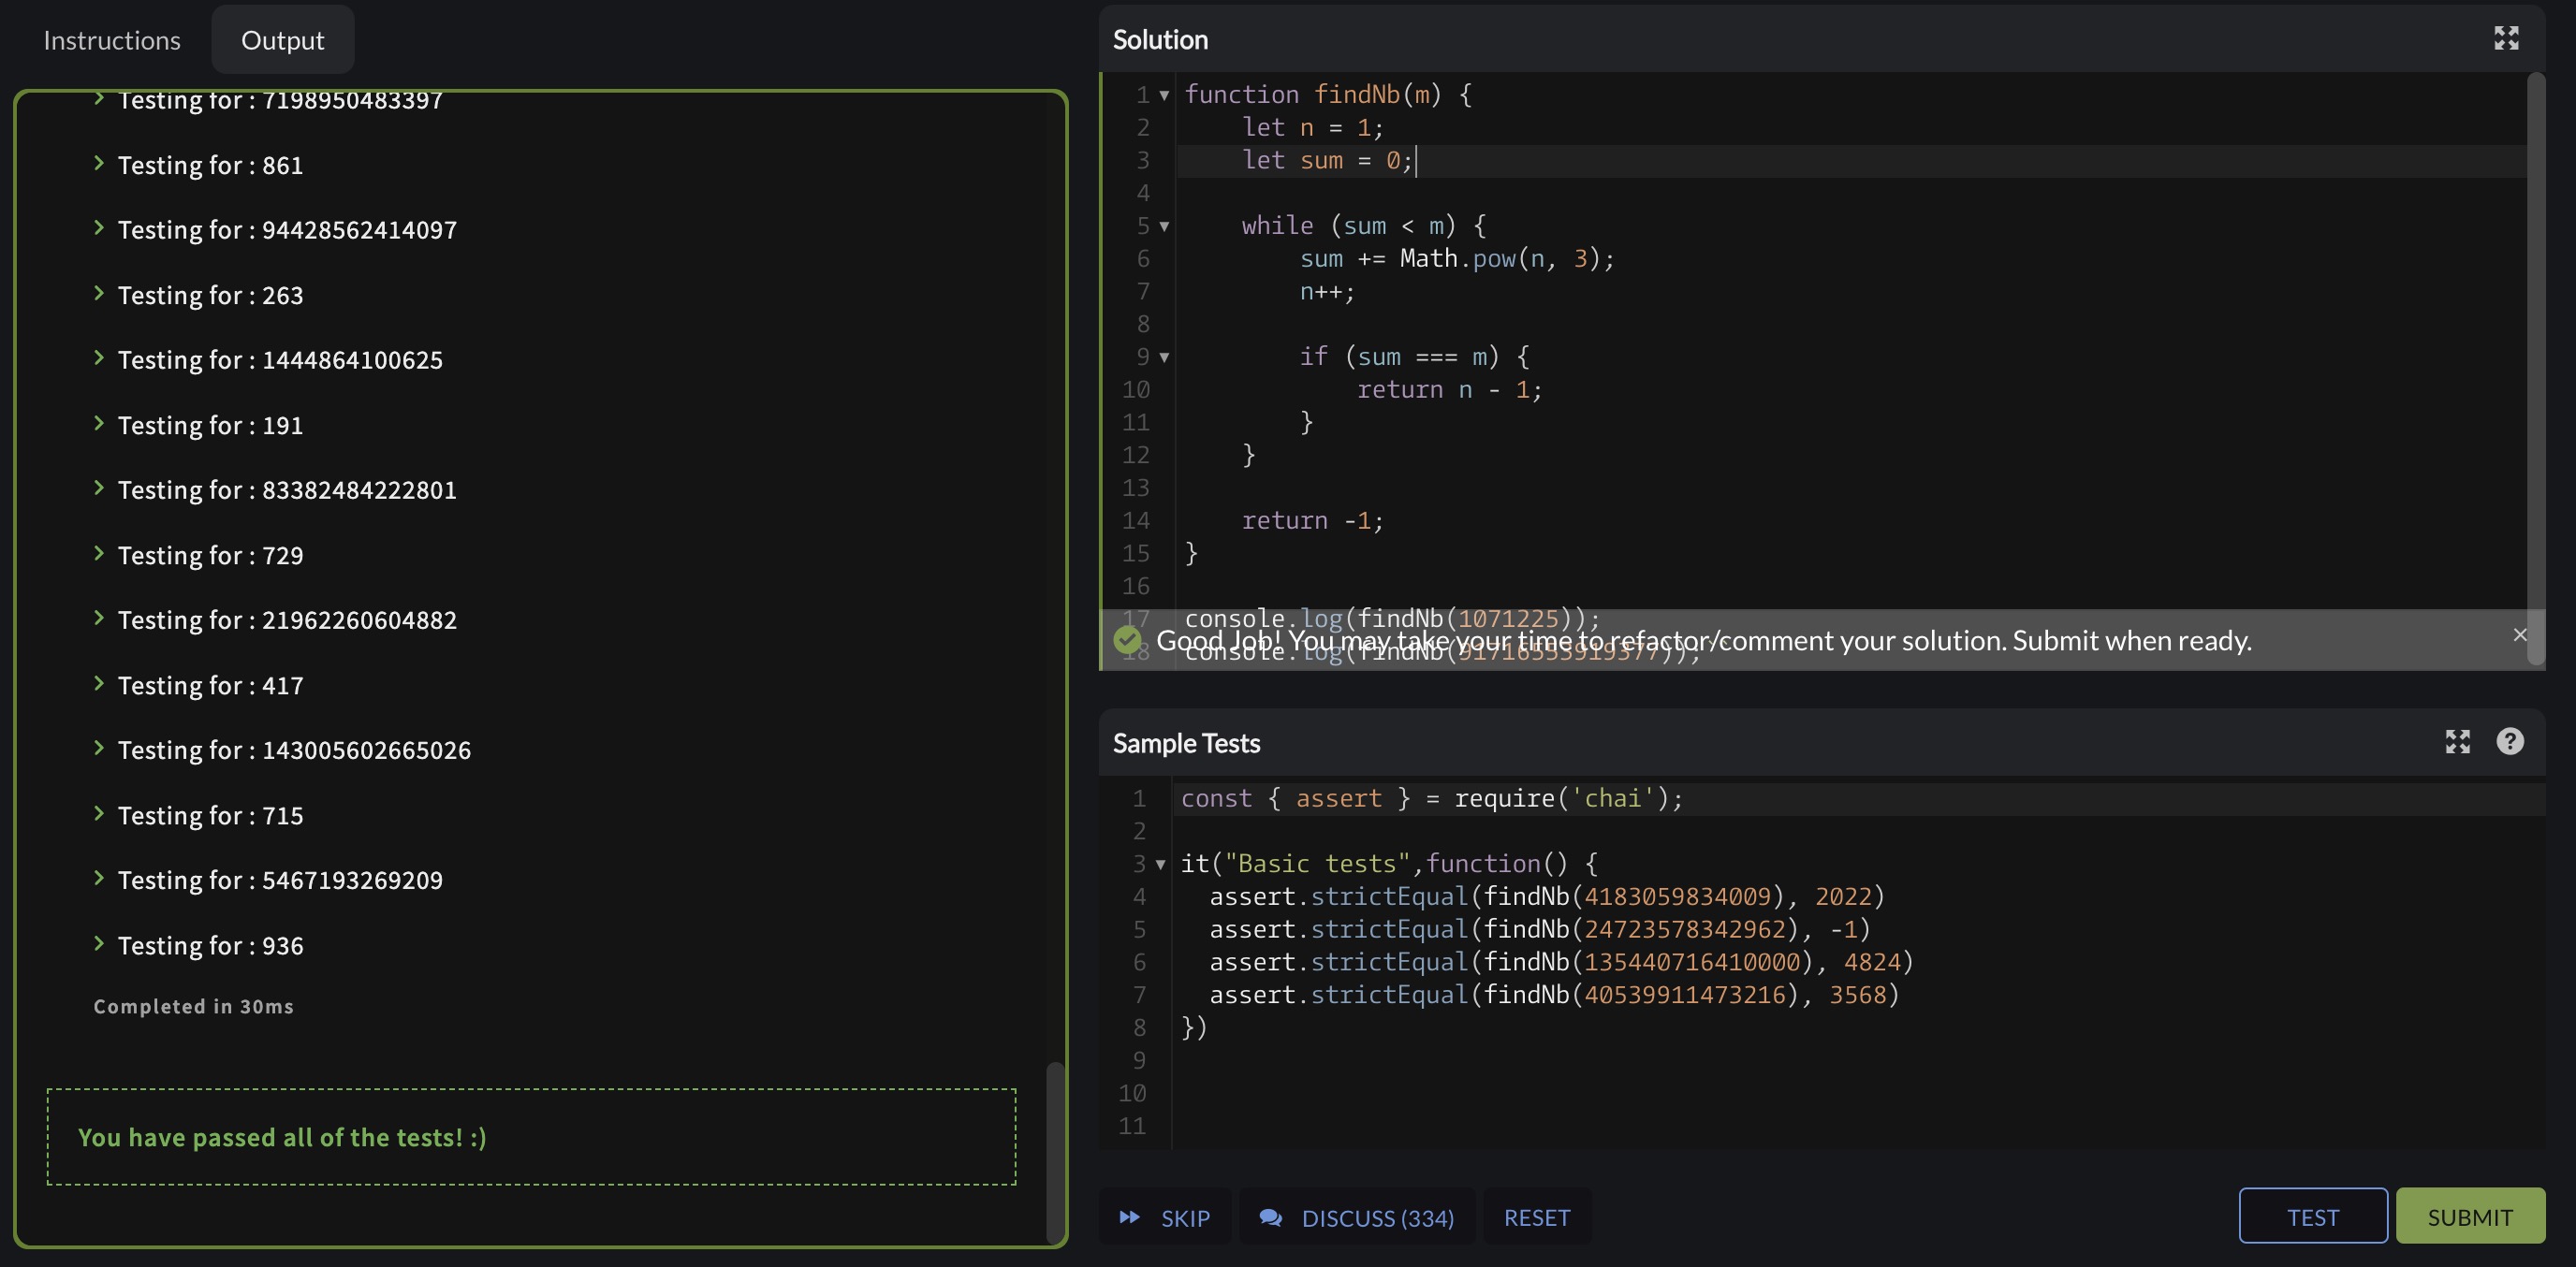 Instructions
Output
Testing for : 7198950483397
Testing for : 861
Testing for : 94428562414097
Testing for : 263
Testing for : 1444864100625
Testing for : 191
Testing for : 83382484222801
Testing for : 729
Testing for : 21962260604882
Testing for : 417
Testing for : 143005602665026
Testing for : 715
Testing for : 5467193269209
Testing for : 936
Completed in 30ms
You have passed all of the tests! :)
Solution
1 function findNb(m) {
2 let n = 1;
3 let sum = 0;
4
5 while (sum < m) {
6 sum += Math.pow(n, 3);
7 n++;
8
9 if (sum === m) {
10 return n - 1;
11 }
12 }
13
14 return -1;
15 }
16
17 console.log(findNb(1071225));
18 console.log(findNb(91716553919377));
Good Job! You may take your time to refactor/comment your solution. Submit when ready.
Sample Tests
1 const { assert } = require('chai');
2
3 it("Basic tests",function() {
4 assert.strictEqual(findNb(4183059834009), 2022)
5 assert.strictEqual(findNb(24723578342962), -1)
6 assert.strictEqual(findNb(135440716410000), 4824)
7 assert.strictEqual(findNb(40539911473216), 3568)
8 })
9
10
11
SKIP
DISCUSS (334)
RESET
TEST
SUBMIT